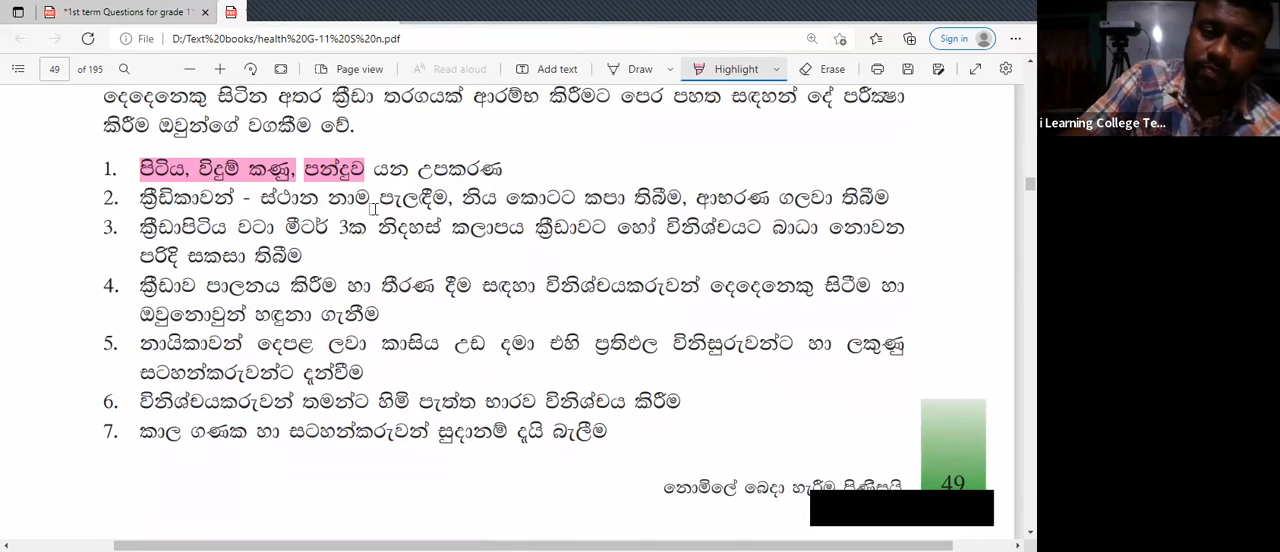 *1st term Questions for grade 1
File
D:/Text%20books/health%20G-11%20S%20n.pdf
Sign in
49 of 195
Page view
Read aloud
Add text
Draw
Highlight
Erase
දෙදෙනෙකු සිටින අතර ක්‍රීඩා තරගයක් ආරම්භ කිරීමට පෙර පහත සඳහන් දේ පරීක්‍ෂා
කිරීම ඔවුන්ගේ වගකීම වේ.
1. පිටිය, විදුම් කණු, පන්දුව යන උපකරණ
2. ක්‍රීඩිකාවන් - ස්ථාන නාම පැලඳීම, නිය කොටට කපා තිබීම, ආභරණ ගලවා තිබීම
3. ක්‍රීඩාපිටිය වටා මීටර් 3ක නිදහස් කලාපය ක්‍රීඩාවට හෝ විනිශ්චයට බාධා නොවන
පරිදි සකසා තිබීම
4. ක්‍රීඩාව පාලනය කිරීම හා තීරණ දීම සඳහා විනිශ්චයකරුවන් දෙදෙනෙකු සිටීම හා
ඔවුනොවුන් හඳුනා ගැනීම
5. නායිකාවන් දෙපළ ලවා කාසිය උඩ දමා එහි ප්‍රතිඵල විනිසුරුවන්ට හා ලකුණු
සටහන්කරුවන්ට දැන්වීම
6. විනිශ්චයකරුවන් තමන්ට හිමි පැත්ත භාරව විනිශ්චය කිරීම
7. කාල ගණක හා සටහන්කරුවන් සුදානම් දැයි බැලීම
නොමිලේ බෙදා හැරීම පිණිසයි
49
i Learning College Te...